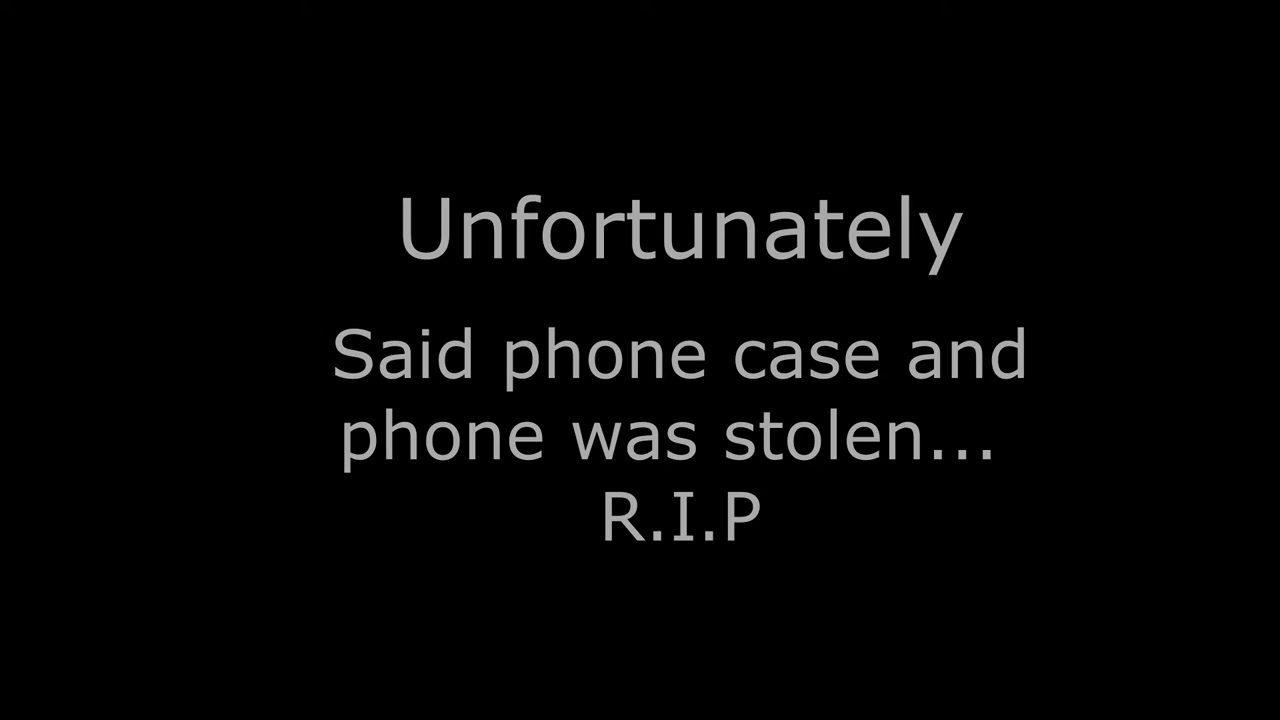 Unfortunately
Said phone case and
phone was stolen...
R.I.P